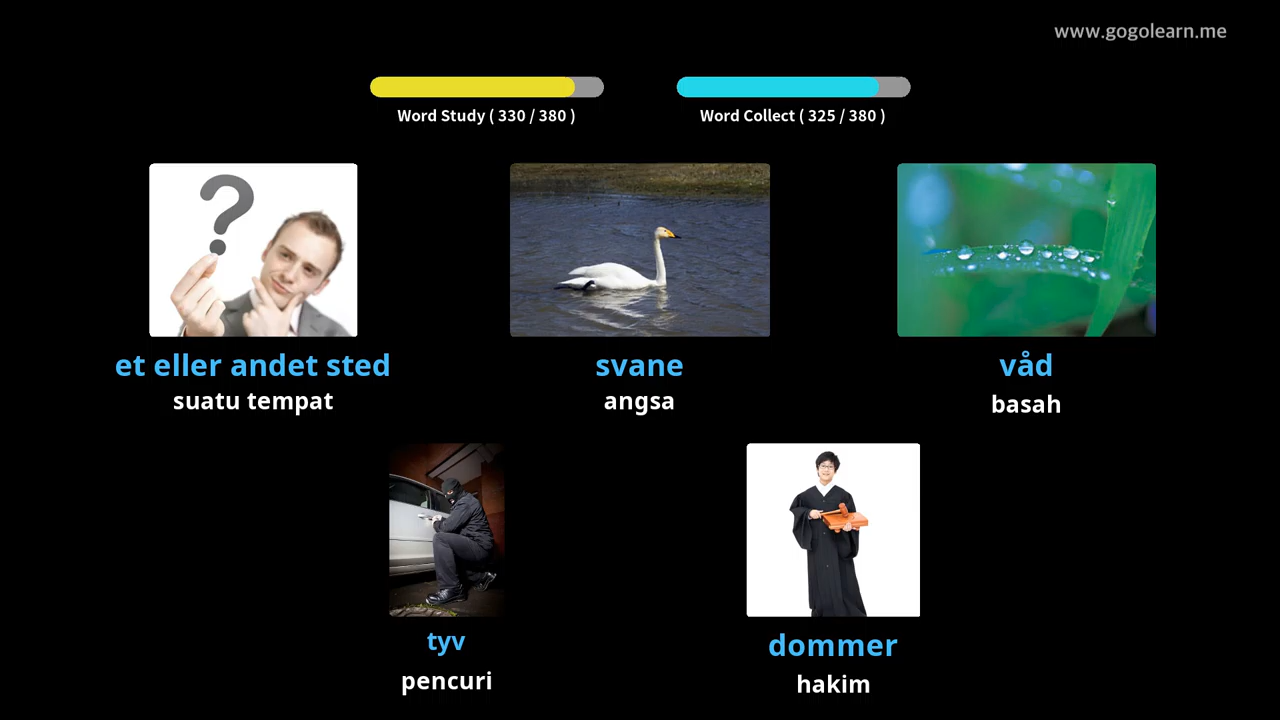 www.gogolearn.me
Word Study ( 330 / 380 )
Word Collect ( 325 / 380 )
?
et eller andet sted
suatu tempat
svane
angsa
våd
basah
tyv
pencuri
dommer
hakim